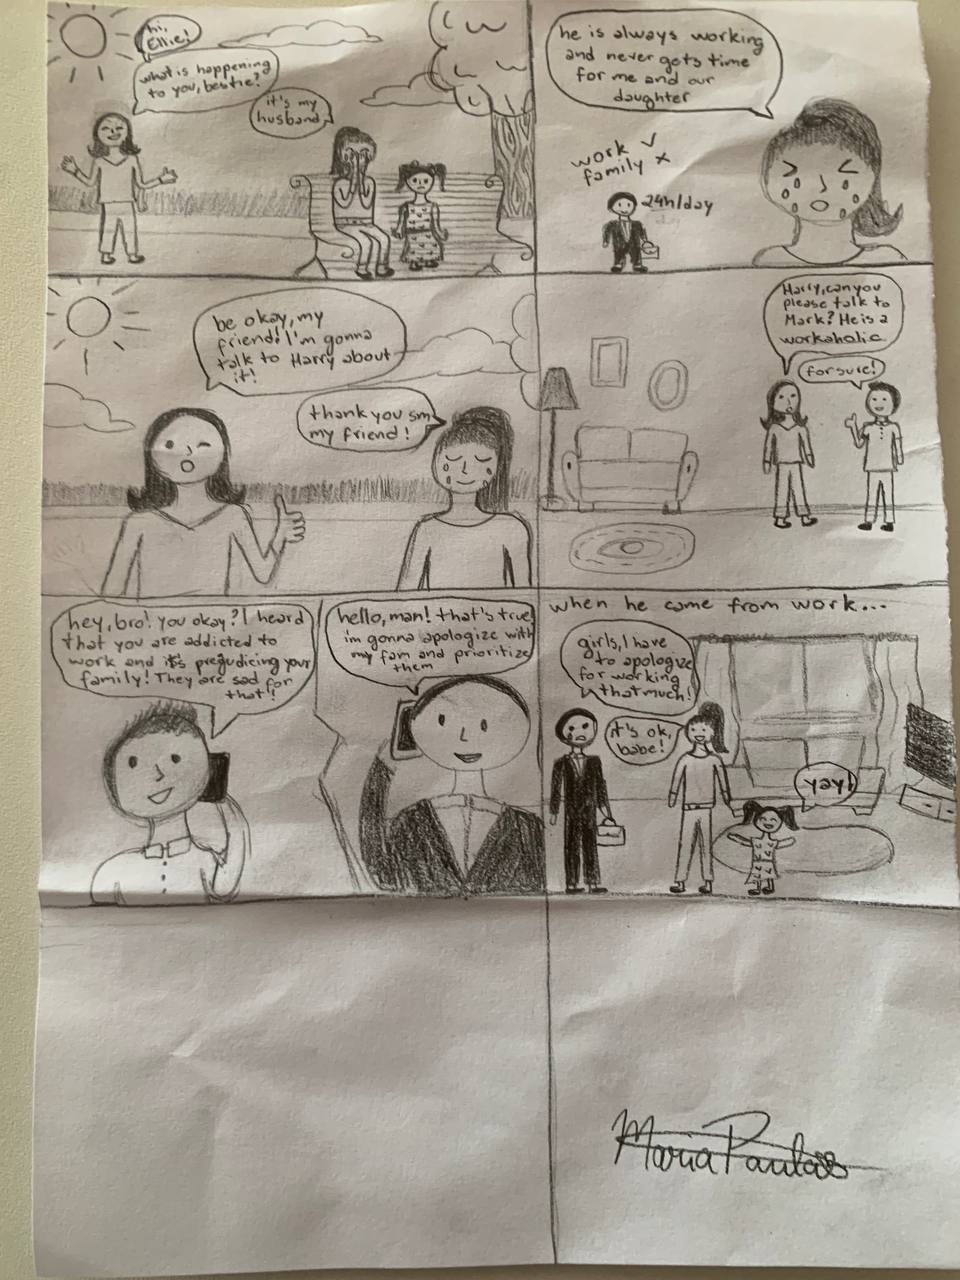 hi,
Ellie!
what is happening
to you, bestie?
it's my
husband
he is always working
and never gets time
for me and our
daughter
work ✓
family x
24h/day
be okay, my
friend! I'm gonna
talk to Harry about
it!
thank you sm
my friend!
Harry, can you
please talk to
Mark? He is a
workaholic
for sure!
hey, bro! you okay? I heard
that you are addicted to
work and it's prejudicing your
family! They are sad for
that!
hello, man! that's true,
im gonna apologize with
my fam and prioritize
them
when he come from work...
girls, I have
to apologize
for working
that much!
it's ok,
babe!
yay!
Maria Paula